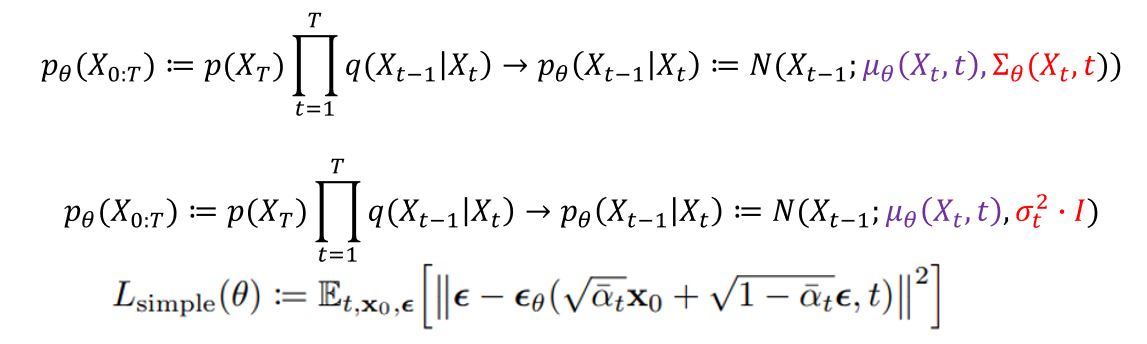 p_θ(X_{0:T}) ≔ p(X_T) ∏_{t=1}^{T} q(X_{t−1}|X_t) → p_θ(X_{t−1}|X_t) ≔ N(X_{t−1}; μ_θ(X_t, t), Σ_θ(X_t, t))
p_θ(X_{0:T}) ≔ p(X_T) ∏_{t=1}^{T} q(X_{t−1}|X_t) → p_θ(X_{t−1}|X_t) ≔ N(X_{t−1}; μ_θ(X_t, t), σ_t^2 · I)
L_simple(θ) ≔ 𝔼_{t,x_0,ϵ}[‖ϵ − ϵ_θ(√ᾱ_t x_0 + √(1 − ᾱ_t) ϵ, t)‖^2]